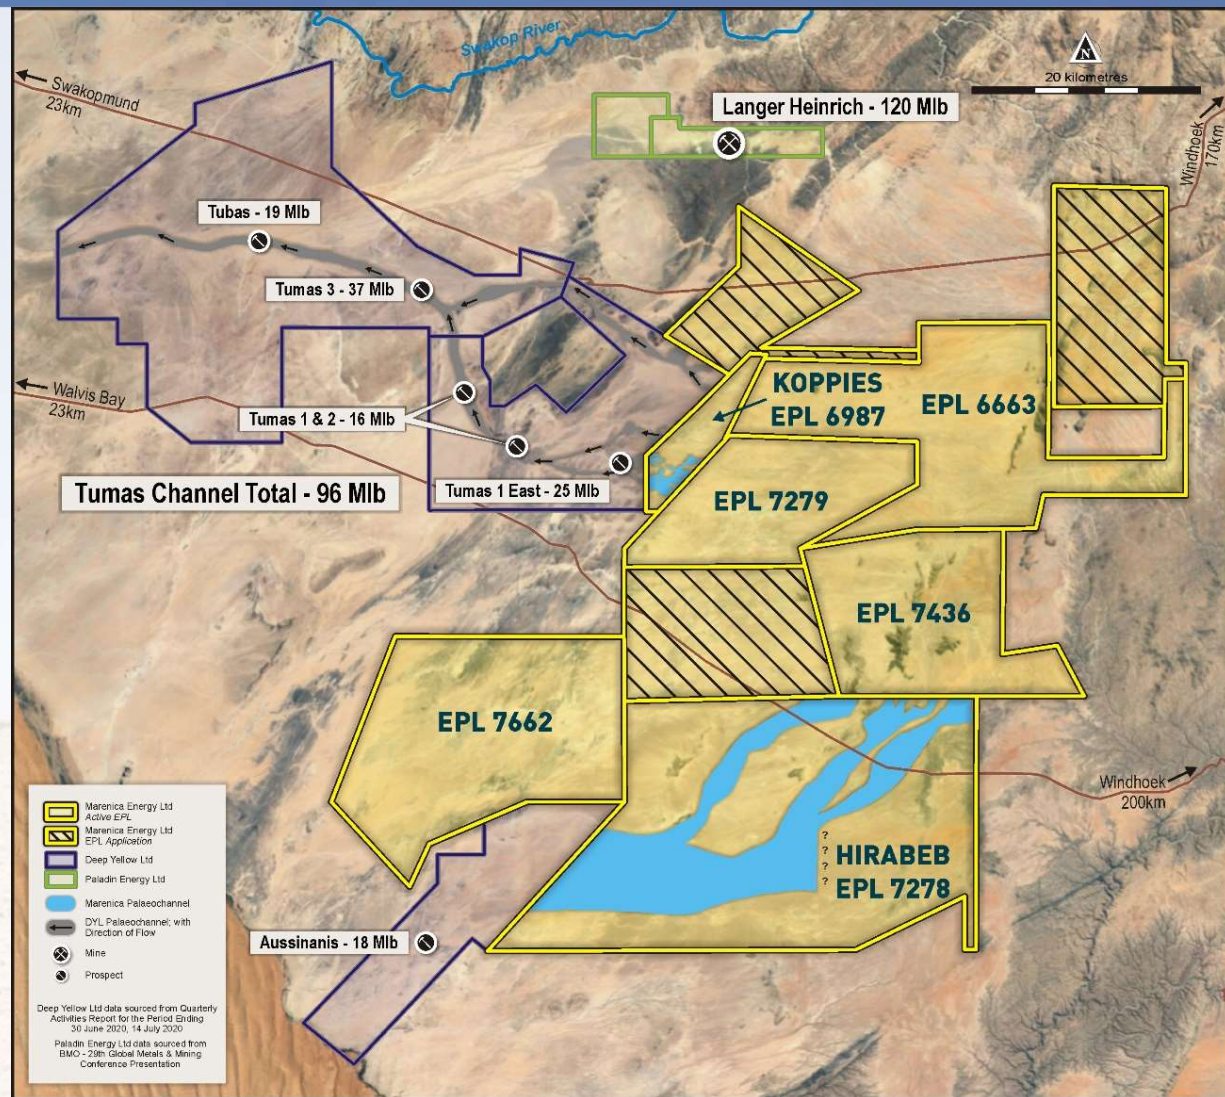 Swakop River
N
20 kilometres
Swakopmund
23km
Langer Heinrich - 120 Mlb
Windhoek
170km
Tubas - 19 Mlb
Tumas 3 - 37 Mlb
Walvis Bay
23km
KOPPIES
EPL 6987
EPL 6663
Tumas 1 & 2 - 16 Mlb
Tumas Channel Total - 96 Mlb
Tumas 1 East - 25 Mlb
EPL 7279
EPL 7436
EPL 7662
Windhoek
200km
?
?
?
?
HIRABEB
EPL 7278
Aussinanis - 18 Mlb
Marenica Energy Ltd
Active EPL
Marenica Energy Ltd
EPL Application
Deep Yellow Ltd
Paladin Energy Ltd
Marenica Palaeochannel
DYL Palaeochannel; with
Direction of Flow
Mine
Prospect
Deep Yellow Ltd data sourced from Quarterly
Activities Report for the Period Ending
30 June 2020, 14 July 2020
Paladin Energy Ltd data sourced from
BMO - 29th Global Metals & Mining
Conference Presentation